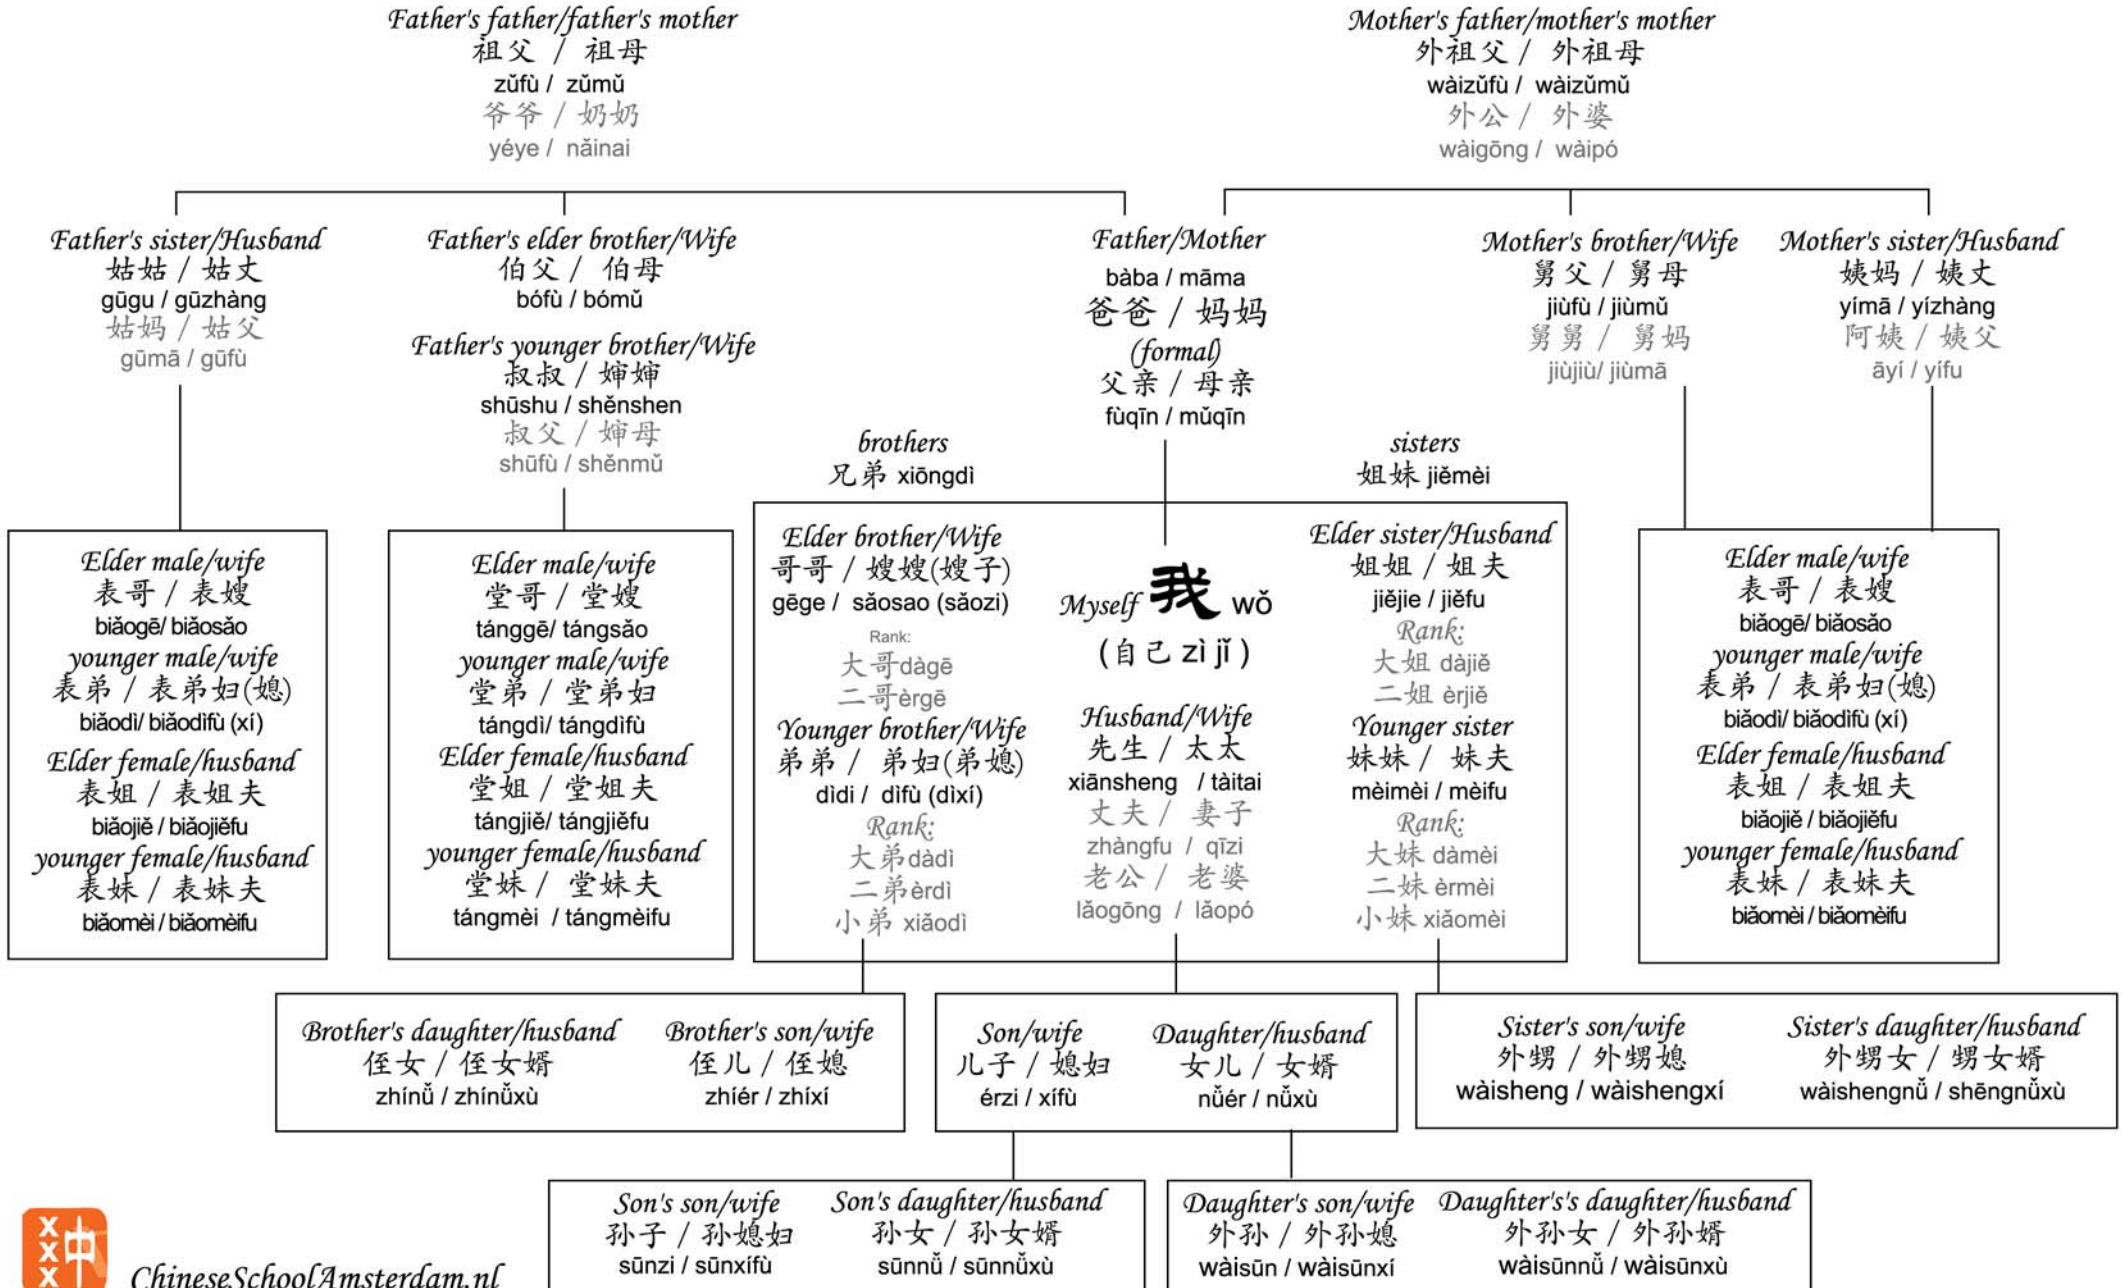 Father's father/father's mother
祖父 / 祖母
zǔfù / zǔmǔ
爷爷 / 奶奶
yéye / nǎinai
Mother's father/mother's mother
外祖父 / 外祖母
wàizǔfù / wàizǔmǔ
外公 / 外婆
wàigōng / wàipó
Father's sister/Husband
姑姑 / 姑丈
gūgu / gūzhàng
姑妈 / 姑父
gūmā / gūfù
Father's elder brother/Wife
伯父 / 伯母
bófù / bómǔ
Father's younger brother/Wife
叔叔 / 婶婶
shūshu / shěnshen
叔父 / 婶母
shūfù / shěnmǔ
Father/Mother
bàba / māma
爸爸 / 妈妈
(formal)
父亲 / 母亲
fùqīn / mǔqīn
Mother's brother/Wife
舅父 / 舅母
jiùfù / jiùmǔ
舅舅 / 舅妈
jiùjiù/ jiùmā
Mother's sister/Husband
姨妈 / 姨丈
yímā / yízhàng
阿姨 / 姨父
āyí / yífu
brothers
兄弟 xiōngdì
sisters
姐妹 jiěmèi
Elder male/wife
表哥 / 表嫂
biǎogē/ biǎosǎo
younger male/wife
表弟 / 表弟妇(媳)
biǎodì/ biǎodìfù (xí)
Elder female/husband
表姐 / 表姐夫
biǎojiě / biǎojiěfu
younger female/husband
表妹 / 表妹夫
biǎomèi / biǎomèifu
Elder male/wife
堂哥 / 堂嫂
tánggē/ tángsǎo
younger male/wife
堂弟 / 堂弟妇
tángdì/ tángdìfù
Elder female/husband
堂姐 / 堂姐夫
tángjiě/ tángjiěfu
younger female/husband
堂妹 / 堂妹夫
tángmèi / tángmèifu
Elder brother/Wife
哥哥 / 嫂嫂(嫂子)
gēge / sǎosao (sǎozi)
Rank:
大哥dàgē
二哥èrgē
Younger brother/Wife
弟弟 / 弟妇(弟媳)
dìdi / dìfù (dìxí)
Rank:
大弟dàdì
二弟èrdì
小弟 xiǎodì
Myself 我 wǒ
(自己 zì jǐ )
Husband/Wife
先生 / 太太
xiānsheng / tàitai
丈夫 / 妻子
zhàngfu / qīzi
老公 / 老婆
lǎogōng / lǎopó
Elder sister/Husband
姐姐 / 姐夫
jiějie / jiěfu
Rank:
大姐 dàjiě
二姐 èrjiě
Younger sister
妹妹 / 妹夫
mèimèi / mèifu
Rank:
大妹 dàmèi
二妹 èrmèi
小妹 xiǎomèi
Elder male/wife
表哥 / 表嫂
biǎogē/ biǎosǎo
younger male/wife
表弟 / 表弟妇(媳)
biǎodì/ biǎodìfù (xí)
Elder female/husband
表姐 / 表姐夫
biǎojiě / biǎojiěfu
younger female/husband
表妹 / 表妹夫
biǎomèi / biǎomèifu
Brother's daughter/husband
侄女 / 侄女婿
zhínǚ / zhínǚxù
Brother's son/wife
侄儿 / 侄媳
zhíér / zhíxí
Son/wife
儿子 / 媳妇
érzi / xífù
Daughter/husband
女儿 / 女婿
nǚér / nǚxù
Sister's son/wife
外甥 / 外甥媳
wàisheng / wàishengxí
Sister's daughter/husband
外甥女 / 甥女婿
wàishengnǚ / shēngnǚxù
Son's son/wife
孙子 / 孙媳妇
sūnzi / sūnxífù
Son's daughter/husband
孙女 / 孙女婿
sūnnǚ / sūnnǚxù
Daughter's son/wife
外孙 / 外孙媳
wàisūn / wàisūnxí
Daughter's's daughter/husband
外孙女 / 外孙婿
wàisūnnǚ / wàisūnxù
XXX 中
ChineseSchoolAmsterdam.nl